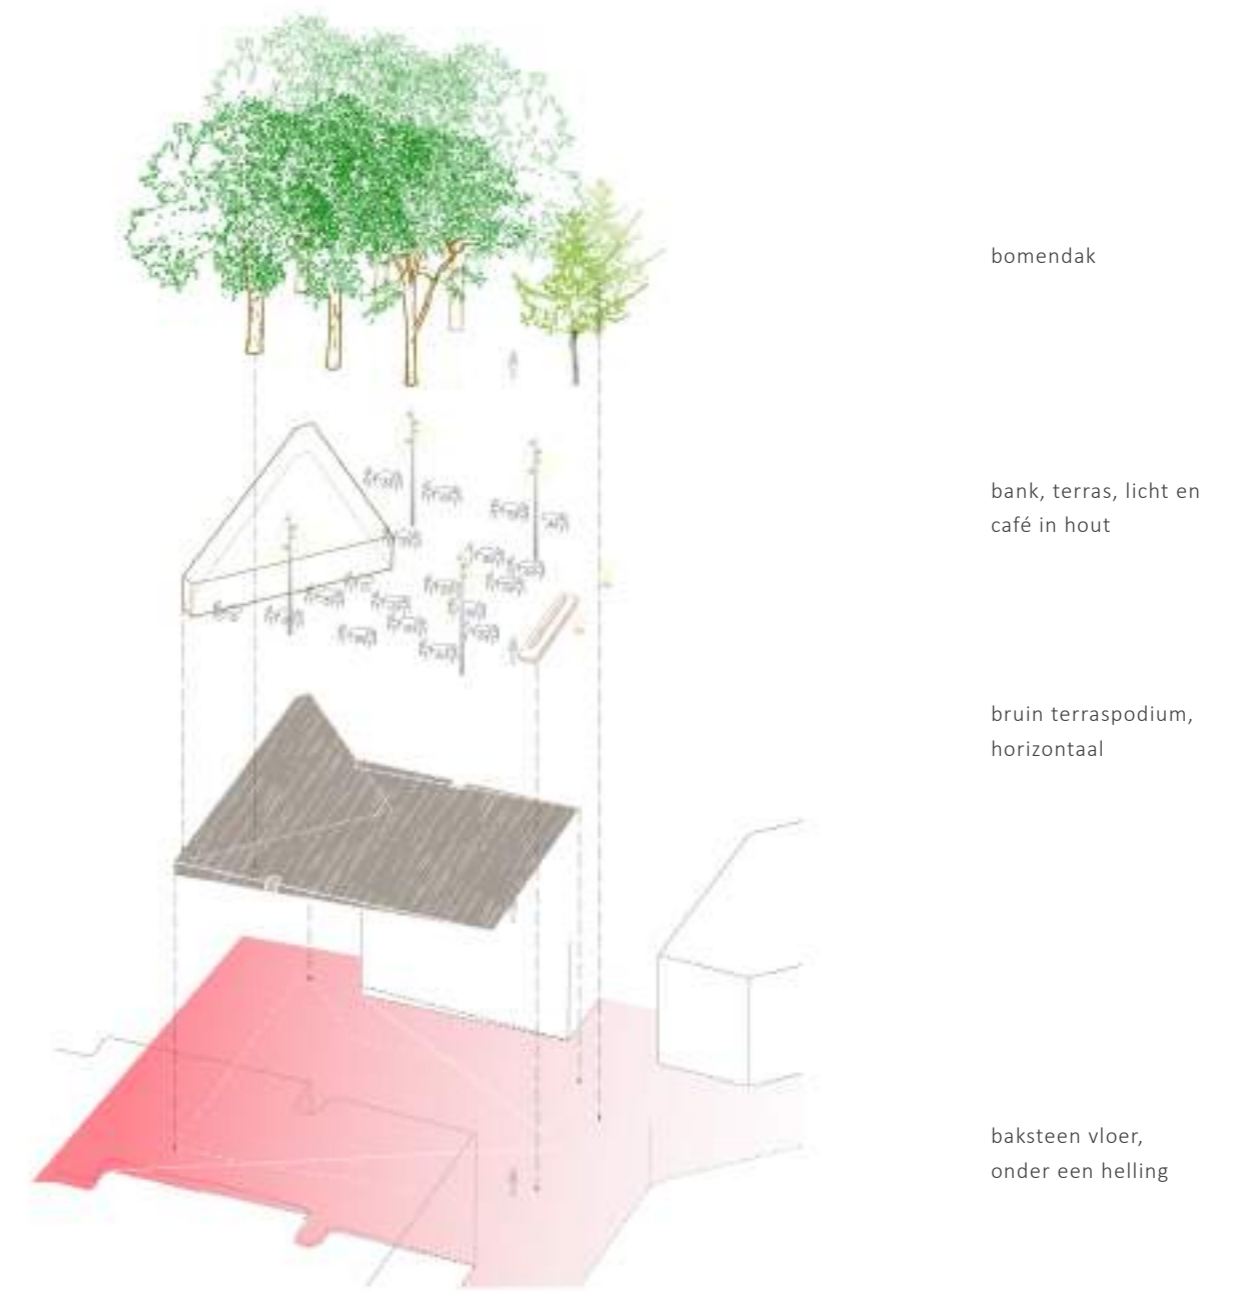 bomendak
bank, terras, licht en
café in hout
bruin terraspodium,
horizontaal
baksteen vloer,
onder een helling